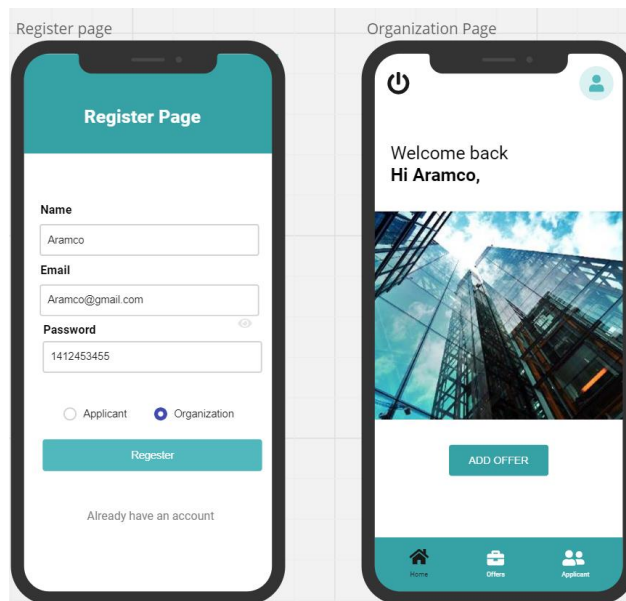 Register page
Register Page
Name
Aramco
Email
Aramco@gmail.com
Password
1412453455
Applicant
Organization
Regester
Already have an account
Organization Page
Welcome back
Hi Aramco,
ADD OFFER
Home
Offers
Applicant